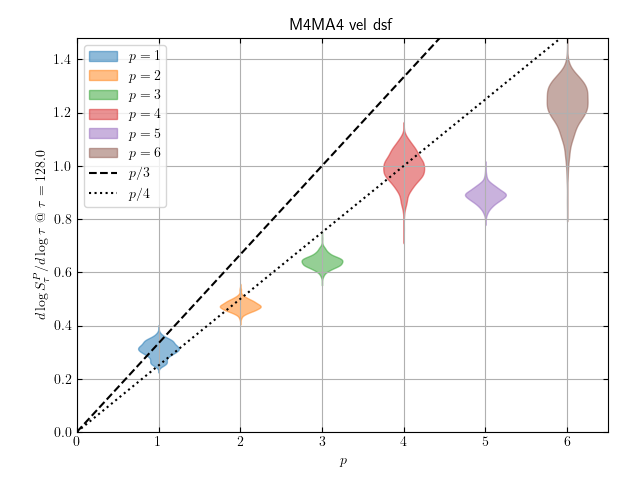 M4MA4 vel dsf
d log S_τ^P / d log τ @ τ = 128.0
1.4
1.2
1.0
0.8
0.6
0.4
0.2
0.0
p = 1
p = 2
p = 3
p = 4
p = 5
p = 6
p/3
p/4
0 1 2 3 4 5 6
p